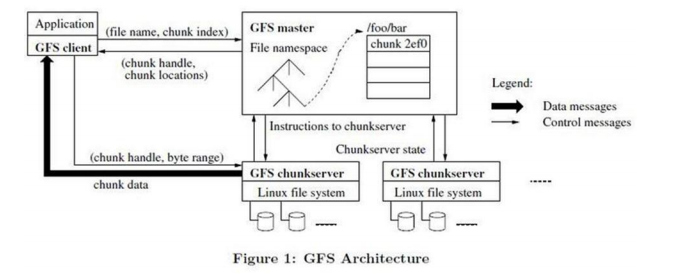 Application
GFS client
(file name, chunk index)
(chunk handle,
chunk locations)
GFS master
File namespace
/foo/bar
chunk 2ef0
Legend:
Data messages
Control messages
Instructions to chunkserver
Chunkserver state
(chunk handle, byte range)
chunk data
GFS chunkserver
Linux file system
GFS chunkserver
Linux file system
Figure 1: GFS Architecture